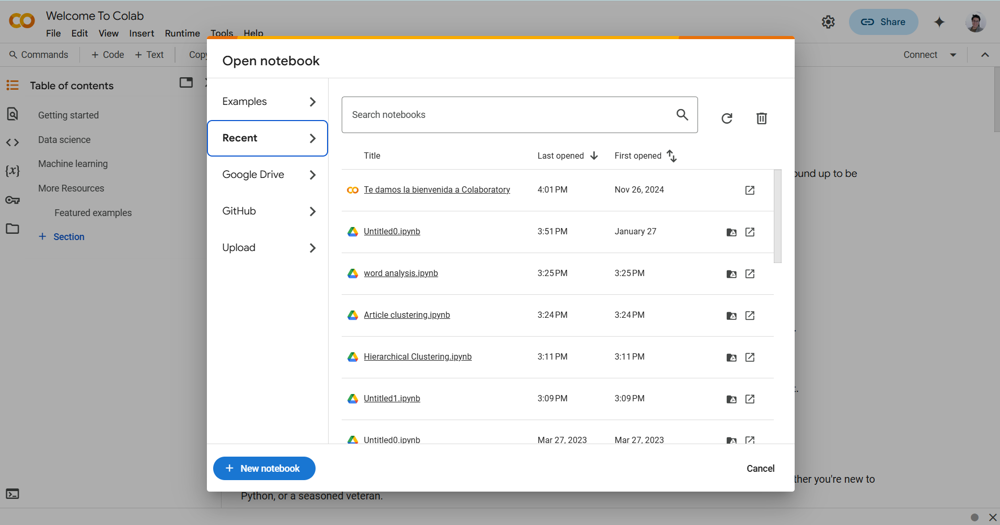 Welcome To Colab
File Edit View Insert Runtime Tools Help
Share
Commands + Code + Text Copy
Connect
Table of contents
Getting started
Data science
Machine learning
More Resources
Featured examples
+ Section
Open notebook
Examples
Recent
Google Drive
GitHub
Upload
Search notebooks
Title Last opened First opened
Te damos la bienvenida a Colaboratory 4:01 PM Nov 26, 2024
Untitled0.ipynb 3:51 PM January 27
word analysis.ipynb 3:25 PM 3:25 PM
Article clustering.ipynb 3:24 PM 3:24 PM
Hierarchical Clustering.ipynb 3:11 PM 3:11 PM
Untitled1.ipynb 3:09 PM 3:09 PM
Untitled0.ipynb Mar 27, 2023 Mar 27, 2023
+ New notebook
Cancel
up to be
you're new to
Python, or a seasoned veteran.